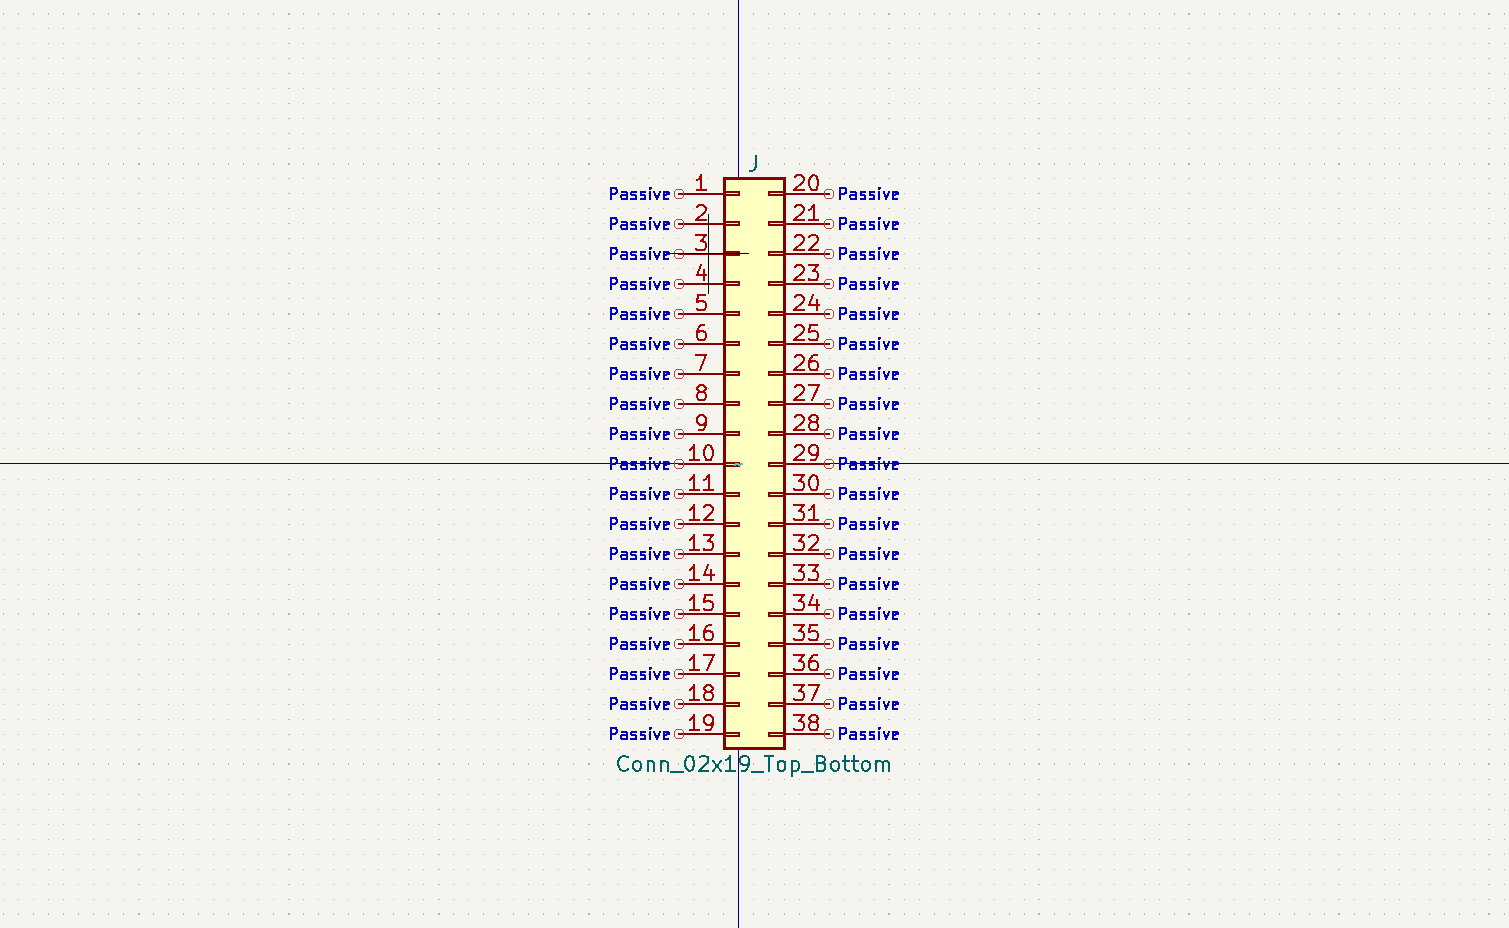 J
Passive 1 20 Passive
Passive 2 21 Passive
Passive 3 22 Passive
Passive 4 23 Passive
Passive 5 24 Passive
Passive 6 25 Passive
Passive 7 26 Passive
Passive 8 27 Passive
Passive 9 28 Passive
Passive 10 29 Passive
Passive 11 30 Passive
Passive 12 31 Passive
Passive 13 32 Passive
Passive 14 33 Passive
Passive 15 34 Passive
Passive 16 35 Passive
Passive 17 36 Passive
Passive 18 37 Passive
Passive 19 38 Passive
Conn_02x19_Top_Bottom